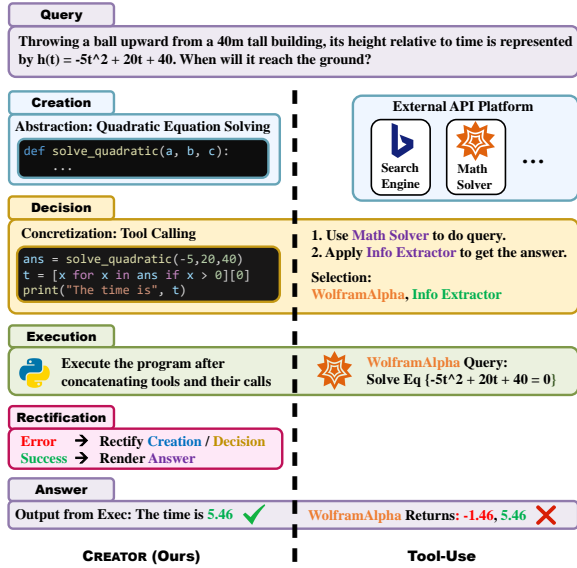 Query
Throwing a ball upward from a 40m tall building, its height relative to time is represented
by h(t) = -5t^2 + 20t + 40. When will it reach the ground?
Creation
Abstraction: Quadratic Equation Solving
def solve_quadratic(a, b, c):
...
External API Platform
Search
Engine
Math
Solver
...
Decision
Concretization: Tool Calling
ans = solve_quadratic(-5,20,40)
t = [x for x in ans if x > 0][0]
print("The time is", t)
1. Use Math Solver to do query.
2. Apply Info Extractor to get the answer.
Selection:
WolframAlpha, Info Extractor
Execution
Execute the program after
concatenating tools and their calls
WolframAlpha Query:
Solve Eq {-5t^2 + 20t + 40 = 0}
Rectification
Error → Rectify Creation / Decision
Success → Render Answer
Answer
Output from Exec: The time is 5.46
WolframAlpha Returns: -1.46, 5.46
CREATOR (Ours)
Tool-Use